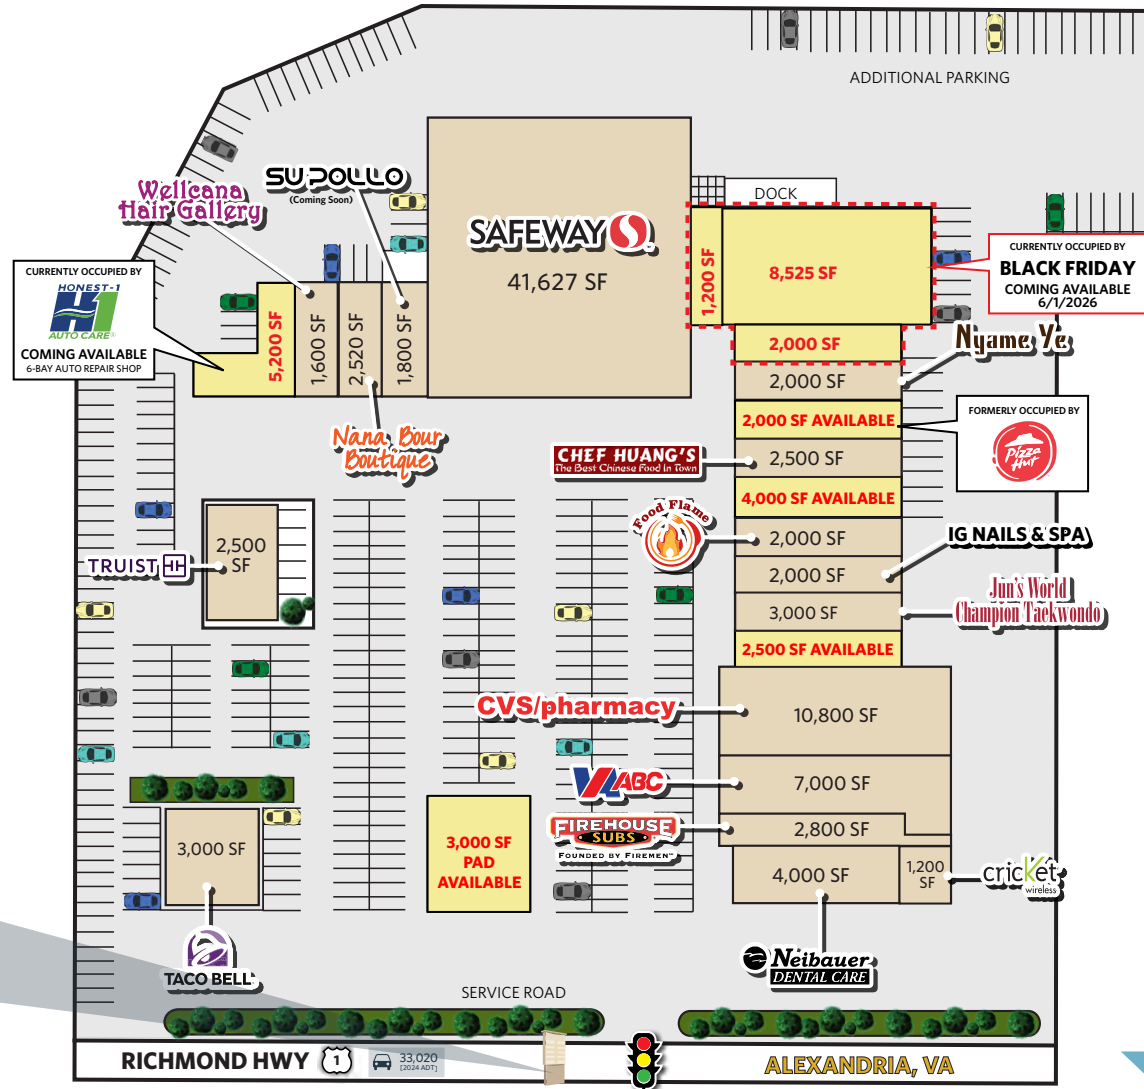 ADDITIONAL PARKING
Wellcana
Hair Gallery
SU POLLO
(Coming Soon)
DOCK
SAFEWAY
41,627 SF
1,200 SF
8,525 SF
2,000 SF
CURRENTLY OCCUPIED BY
BLACK FRIDAY
COMING AVAILABLE
6/1/2026
CURRENTLY OCCUPIED BY
HONEST-1
H1
AUTO CARE®
COMING AVAILABLE
6-BAY AUTO REPAIR SHOP
5,200 SF
1,600 SF
2,520 SF
1,800 SF
Nana Bour
Boutique
Nyame Ye
2,000 SF
2,000 SF AVAILABLE
FORMERLY OCCUPIED BY
Pizza
Hut
CHEF HUANG'S
The Best Chinese Food In Town
2,500 SF
4,000 SF AVAILABLE
Food Flame
2,000 SF
IG NAILS & SPA
2,000 SF
Jun's World
Champion Taekwondo
3,000 SF
2,500 SF AVAILABLE
TRUIST
2,500
SF
CVS/pharmacy
10,800 SF
VA ABC
7,000 SF
FIREHOUSE
SUBS
FOUNDED BY FIREMEN™
2,800 SF
4,000 SF
1,200
SF
cricket
wireless
Neibauer
DENTAL CARE
3,000 SF
PAD
AVAILABLE
3,000 SF
TACO BELL
SERVICE ROAD
RICHMOND HWY
1
33,020
[2024 ADT]
ALEXANDRIA, VA